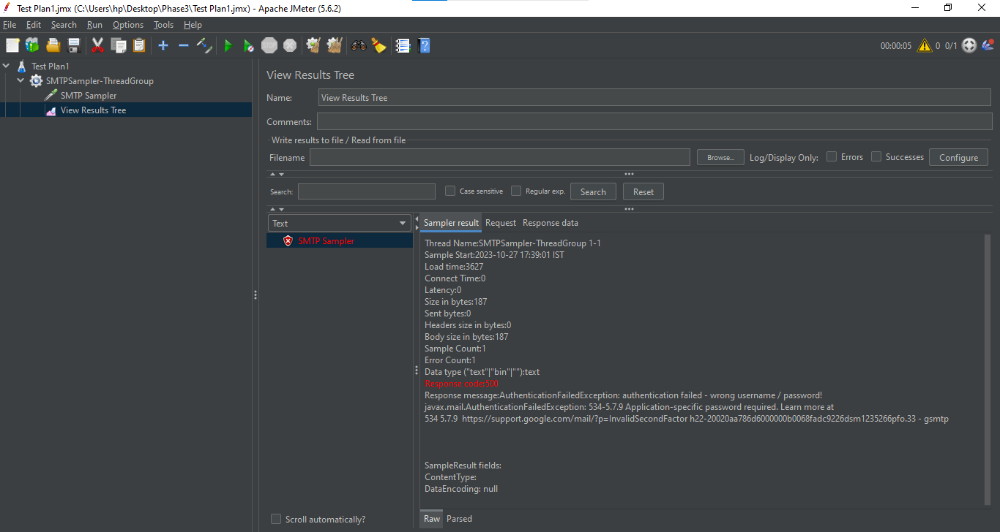 Test Plan1.jmx (C:\Users\hp\Desktop\Phase3\Test Plan1.jmx) - Apache JMeter (5.6.2)
File Edit Search Run Options Tools Help
STOP
00:00:05 0 0/1
Test Plan1
SMTPSampler-ThreadGroup
SMTP Sampler
View Results Tree
View Results Tree
Name: View Results Tree
Comments:
Write results to file / Read from file
Filename Browse... Log/Display Only: Errors Successes Configure
Search: Case sensitive Regular exp. Search Reset
Text
SMTP Sampler
Sampler result Request Response data
Thread Name:SMTPSampler-ThreadGroup 1-1
Sample Start:2023-10-27 17:39:01 IST
Load time:3627
Connect Time:0
Latency:0
Size in bytes:187
Sent bytes:0
Headers size in bytes:0
Body size in bytes:187
Sample Count:1
Error Count:1
Data type ("text"|"bin"|""):text
Response code:500
Response message:AuthenticationFailedException: authentication failed - wrong username / password!
javax.mail.AuthenticationFailedException: 534-5.7.9 Application-specific password required. Learn more at
534 5.7.9  https://support.google.com/mail/?p=InvalidSecondFactor h22-20020aa786d6000000b0068fadc9226dsm1235266pfo.33 - gsmtp
SampleResult fields:
ContentType:
DataEncoding: null
Scroll automatically?
Raw Parsed